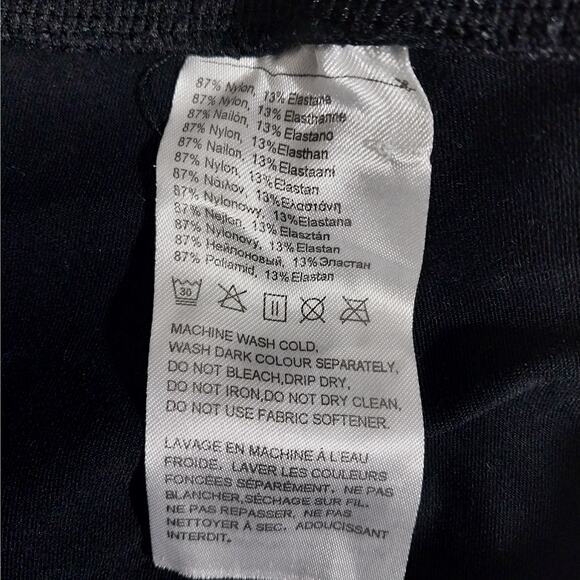 87% Nylon, 13% Elastane
87% Nylon, 13% Elasthanne
87% Nailón, 13% Elastano
87% Nylon, 13% Elasthan
87% Nailon, 13% Elastaani
87% Nylon, 13% Elastan
87% Νάιλον, 13% Ελαστάνη
87% Nylonowy, 13% Elastana
87% Nejlon, 13% Elasztán
87% Nylonový, 13% Elastan
87% Нейлоновый, 13% Эластан
87% Poliamid, 13% Elastan
30
MACHINE WASH COLD,
WASH DARK COLOUR SEPARATELY,
DO NOT BLEACH,DRIP DRY,
DO NOT IRON,DO NOT DRY CLEAN,
DO NOT USE FABRIC SOFTENER.
LAVAGE EN MACHINE À L'EAU
FROIDE, LAVER LES COULEURS
FONCÉES SÉPARÉMENT, NE PAS
BLANCHER,SÉCHAGE SUR FIL,
NE PAS REPASSER, NE PAS
NETTOYER À SEC, ADOUCISSANT
INTERDIT.